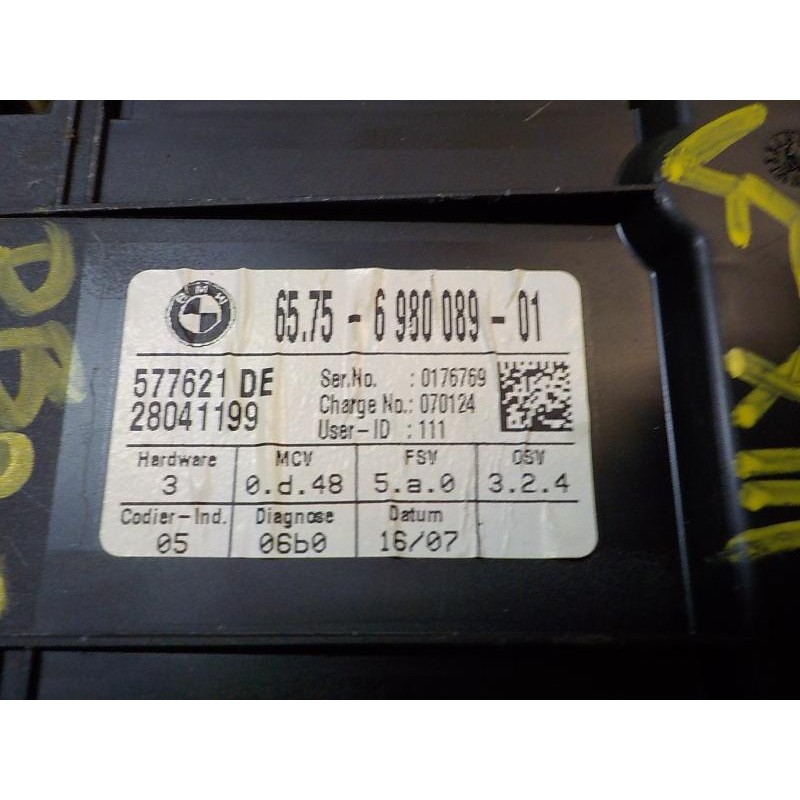 BMW
65.75 - 6 980 089 - 01
577621 DE
28041199
Ser.No. : 0176769
Charge No.: 070124
User-ID : 111
Hardware MCV FSV OSV
3 0.d.48 5.a.0 3.2.4
Codier-Ind. Diagnose Datum
05 06b0 16/07